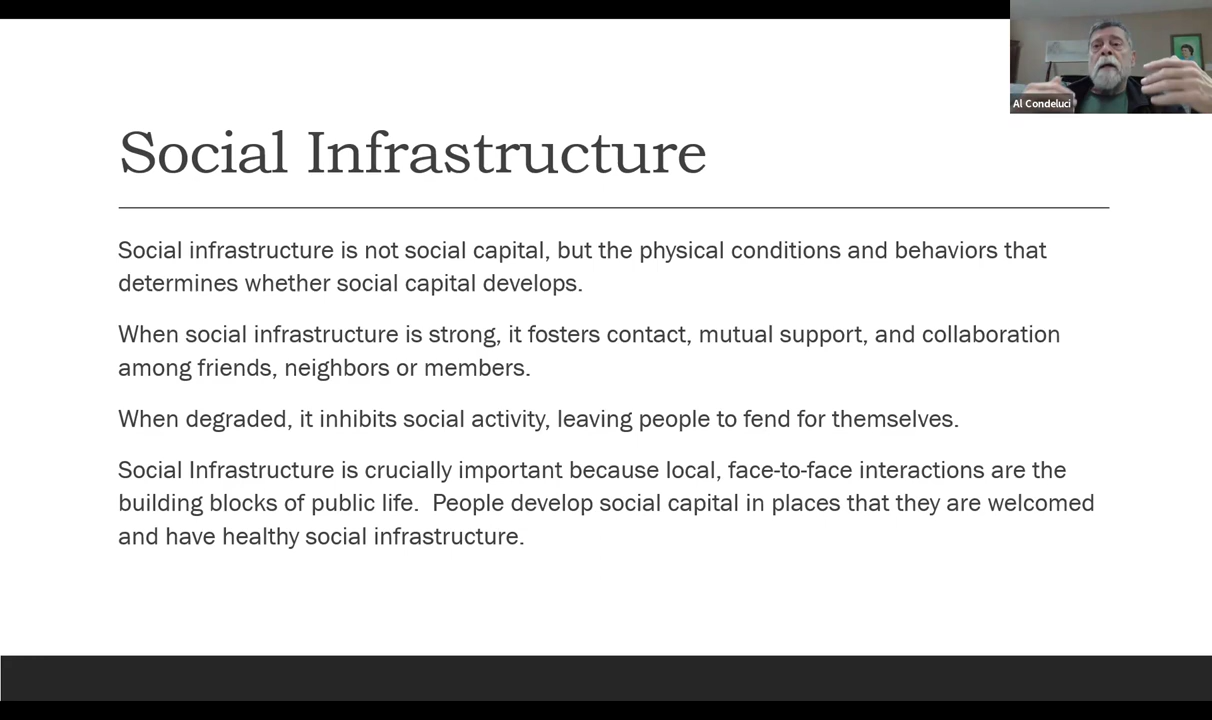 Al Condeluci
Social Infrastructure
Social infrastructure is not social capital, but the physical conditions and behaviors that
determines whether social capital develops.
When social infrastructure is strong, it fosters contact, mutual support, and collaboration
among friends, neighbors or members.
When degraded, it inhibits social activity, leaving people to fend for themselves.
Social Infrastructure is crucially important because local, face-to-face interactions are the
building blocks of public life.  People develop social capital in places that they are welcomed
and have healthy social infrastructure.